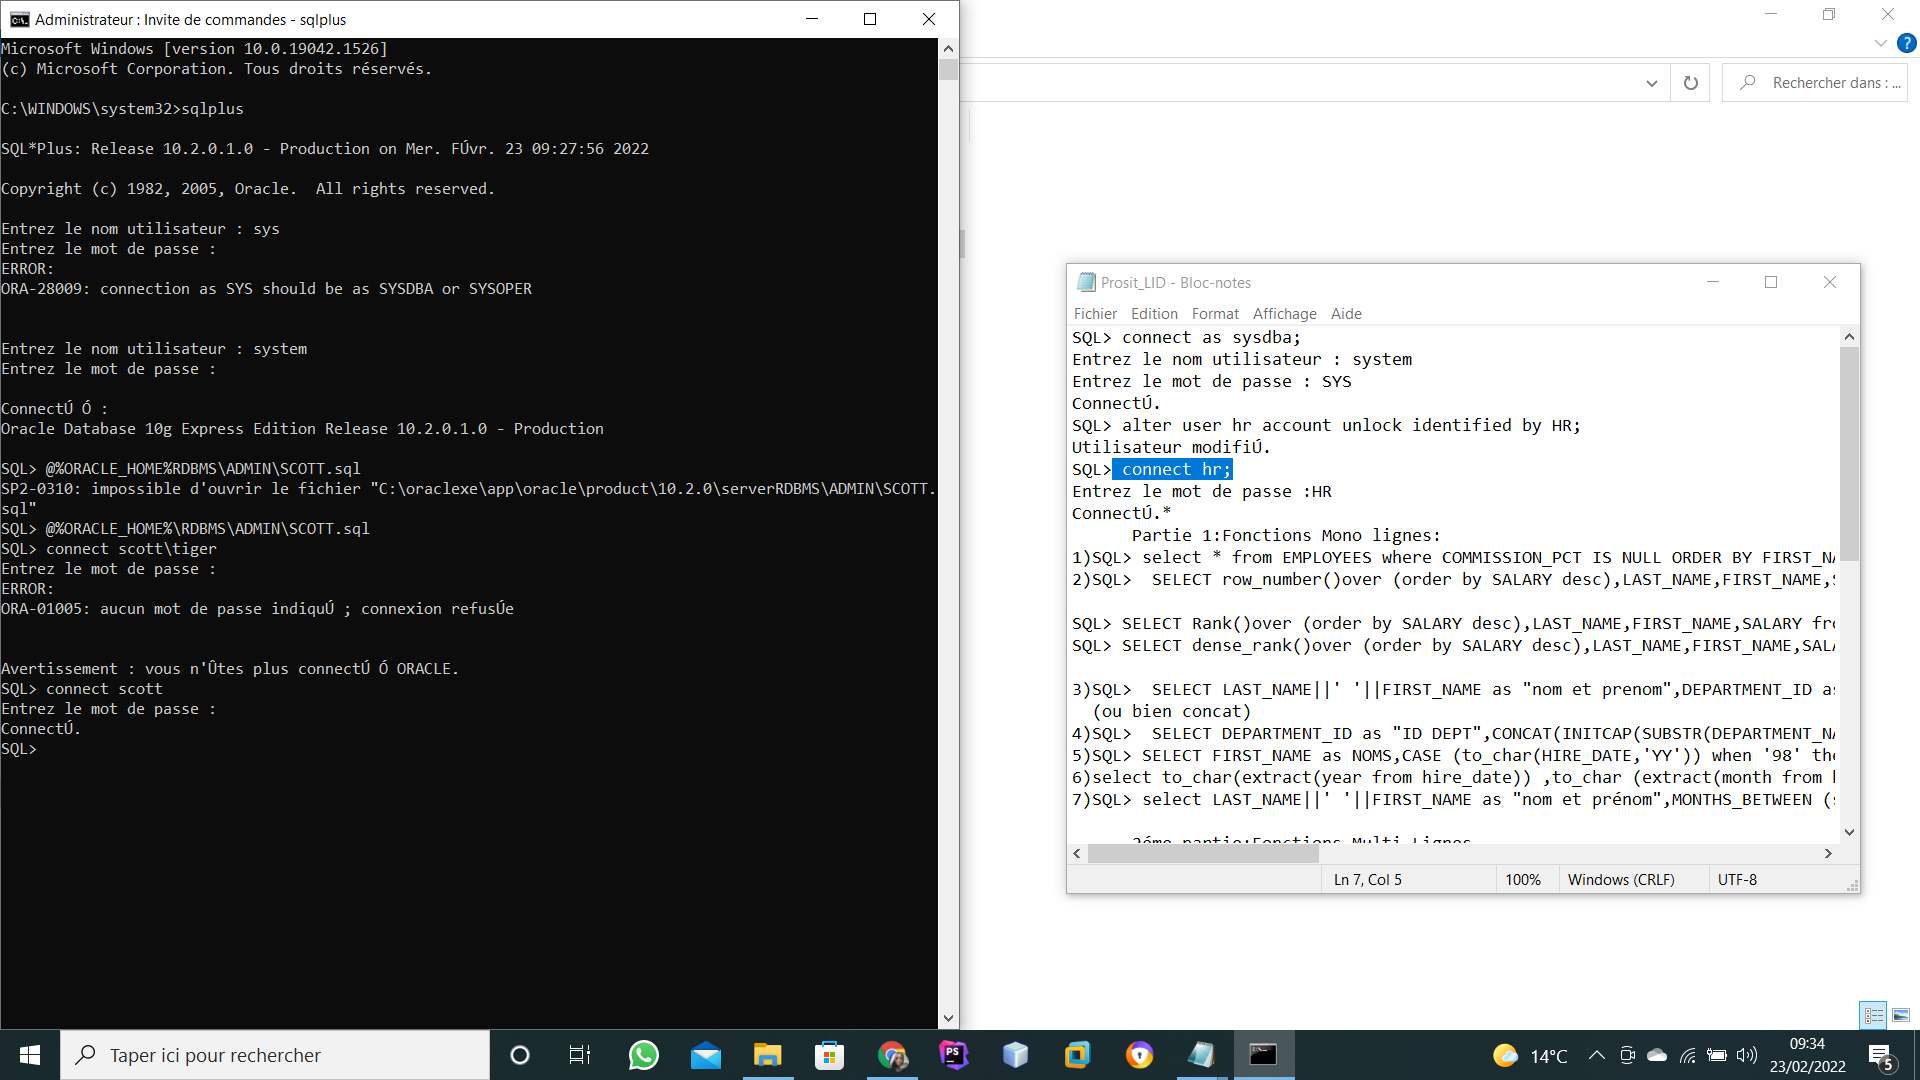 Administrateur : Invite de commandes - sqlplus
Microsoft Windows [version 10.0.19042.1526]
(c) Microsoft Corporation. Tous droits réservés.
C:\WINDOWS\system32>sqlplus
SQL*Plus: Release 10.2.0.1.0 - Production on Mer. FÚvr. 23 09:27:56 2022
Copyright (c) 1982, 2005, Oracle.  All rights reserved.
Entrez le nom utilisateur : sys
Entrez le mot de passe :
ERROR:
ORA-28009: connection as SYS should be as SYSDBA or SYSOPER
Entrez le nom utilisateur : system
Entrez le mot de passe :
ConnectÚ Ó :
Oracle Database 10g Express Edition Release 10.2.0.1.0 - Production
SQL> @%ORACLE_HOME%RDBMS\ADMIN\SCOTT.sql
SP2-0310: impossible d'ouvrir le fichier "C:\oraclexe\app\oracle\product\10.2.0\serverRDBMS\ADMIN\SCOTT.
sql"
SQL> @%ORACLE_HOME%\RDBMS\ADMIN\SCOTT.sql
SQL> connect scott\tiger
Entrez le mot de passe :
ERROR:
ORA-01005: aucun mot de passe indiquÚ ; connexion refusÚe
Avertissement : vous n'Ûtes plus connectÚ Ó ORACLE.
SQL> connect scott
Entrez le mot de passe :
ConnectÚ.
SQL>
?
Rechercher dans : ...
Prosit_LID - Bloc-notes
Fichier Edition Format Affichage Aide
SQL> connect as sysdba;
Entrez le nom utilisateur : system
Entrez le mot de passe : SYS
ConnectÚ.
SQL> alter user hr account unlock identified by HR;
Utilisateur modifiÚ.
SQL> connect hr;
Entrez le mot de passe :HR
ConnectÚ.*
Partie 1:Fonctions Mono lignes:
1)SQL> select * from EMPLOYEES where COMMISSION_PCT IS NULL ORDER BY FIRST_NA
2)SQL>  SELECT row_number()over (order by SALARY desc),LAST_NAME,FIRST_NAME,S
SQL> SELECT Rank()over (order by SALARY desc),LAST_NAME,FIRST_NAME,SALARY fro
SQL> SELECT dense_rank()over (order by SALARY desc),LAST_NAME,FIRST_NAME,SALA
3)SQL>  SELECT LAST_NAME||' '||FIRST_NAME as "nom et prenom",DEPARTMENT_ID as
(ou bien concat)
4)SQL>  SELECT DEPARTMENT_ID as "ID DEPT",CONCAT(INITCAP(SUBSTR(DEPARTMENT_NA
5)SQL> SELECT FIRST_NAME as NOMS,CASE (to_char(HIRE_DATE,'YY')) when '98' the
6)select to_char(extract(year from hire_date)) ,to_char (extract(month from h
7)SQL> select LAST_NAME||' '||FIRST_NAME as "nom et prénom",MONTHS_BETWEEN (s
2éme partie:Fonctions Multi Lignes
Ln 7, Col 5 100% Windows (CRLF) UTF-8
Taper ici pour rechercher
PS
14°C
09:34
23/02/2022
5